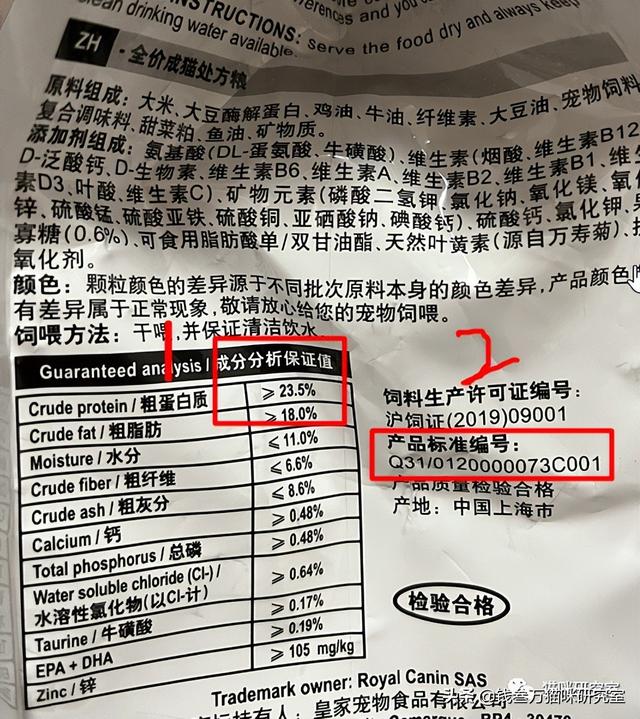 INSTRUCTIONS:
clean drinking water available. Serve the food dry and always keep
ZH - 全价成猫处方粮
原料组成：大米、大豆酶解蛋白、鸡油、牛油、纤维素、大豆油、宠物饲料
复合调味料、甜菜粕、鱼油、矿物质。
添加剂组成：氨基酸(DL-蛋氨酸、牛磺酸)、维生素(烟酸、维生素B12
D-泛酸钙、D-生物素、维生素B6、维生素A、维生素B2、维生素B1、维生
素D3、叶酸、维生素C)、矿物元素(磷酸二氢钾、氯化钠、氧化镁、氧
锌、硫酸锰、硫酸亚铁、硫酸铜、亚硒酸钠、碘酸钙)、硫酸钙、氯化钾、
寡糖(0.6%)、可食用脂肪酸单/双甘油酯、天然叶黄素(源自万寿菊)、
氧化剂。
颜色：颗粒颜色的差异源于不同批次原料本身的颜色差异,产品颜色
有差异属于正常现象,敬请放心给您的宠物饲喂。
饲喂方法：干喂,并保证清洁饮水
1
2
Guaranteed analysis / 成分分析保证值
Crude protein / 粗蛋白质 ≥ 23.5%
Crude fat / 粗脂肪 ≥ 18.0%
Moisture / 水分 ≤ 11.0%
Crude fiber / 粗纤维 ≤ 6.6%
Crude ash / 粗灰分 ≤ 8.6%
Calcium / 钙 ≥ 0.48%
Total phosphorus / 总磷 ≥ 0.48%
Water soluble chloride (Cl-) /
水溶性氯化物(以Cl-计) ≥ 0.64%
Taurine / 牛磺酸 ≥ 0.17%
EPA + DHA ≥ 0.19%
Zinc / 锌 ≥ 105 mg/kg
饲料生产许可证编号：
沪饲证(2019)09001
产品标准编号：
Q31/0120000073C001
产品质量检验合格
产地：中国上海市
检验合格
Trademark owner: Royal Canin SAS
商标持有人：皇家宠物食品有限公司
猫咪研究室
头条@钱叁万猫咪研究室